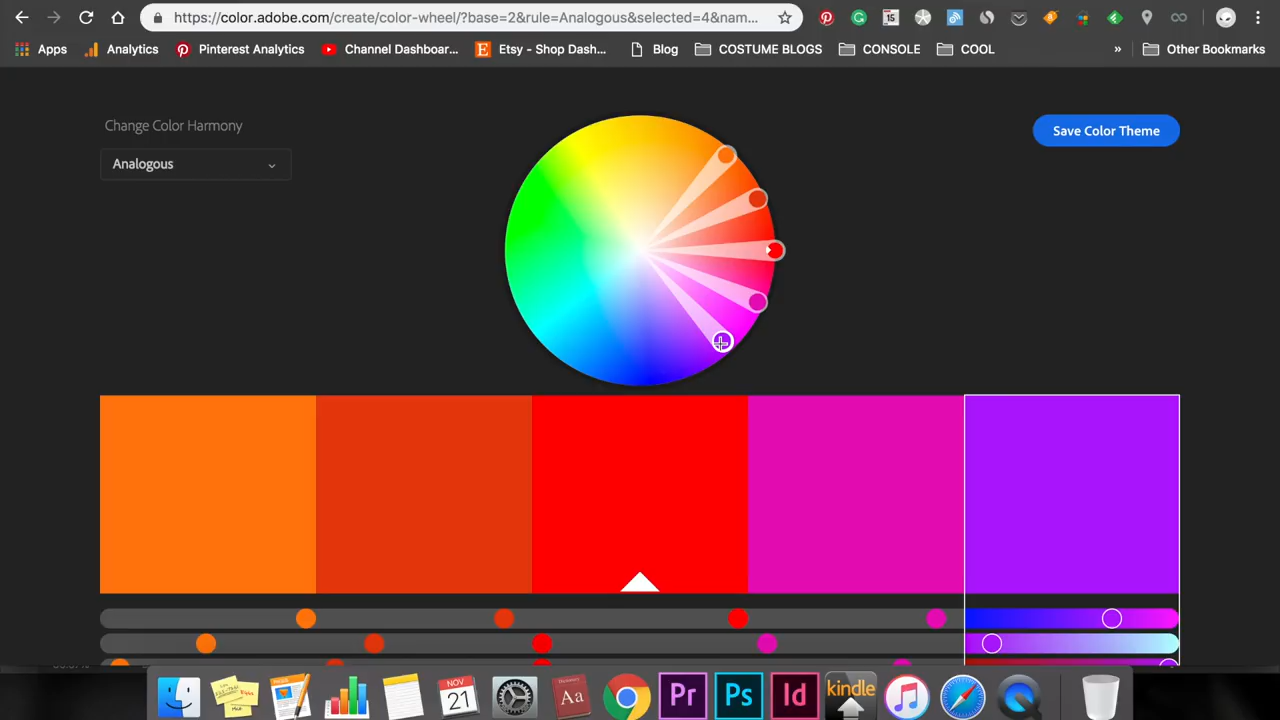 https://color.adobe.com/create/color-wheel/?base=2&rule=Analogous&selected=4&nam...
15
Apps
Analytics
Pinterest Analytics
Channel Dashboar...
Etsy - Shop Dash...
Blog
COSTUME BLOGS
CONSOLE
COOL
»
Other Bookmarks
Change Color Harmony
Save Color Theme
Analogous
NOV
21
Aa
Pr
Ps
Id
kindle